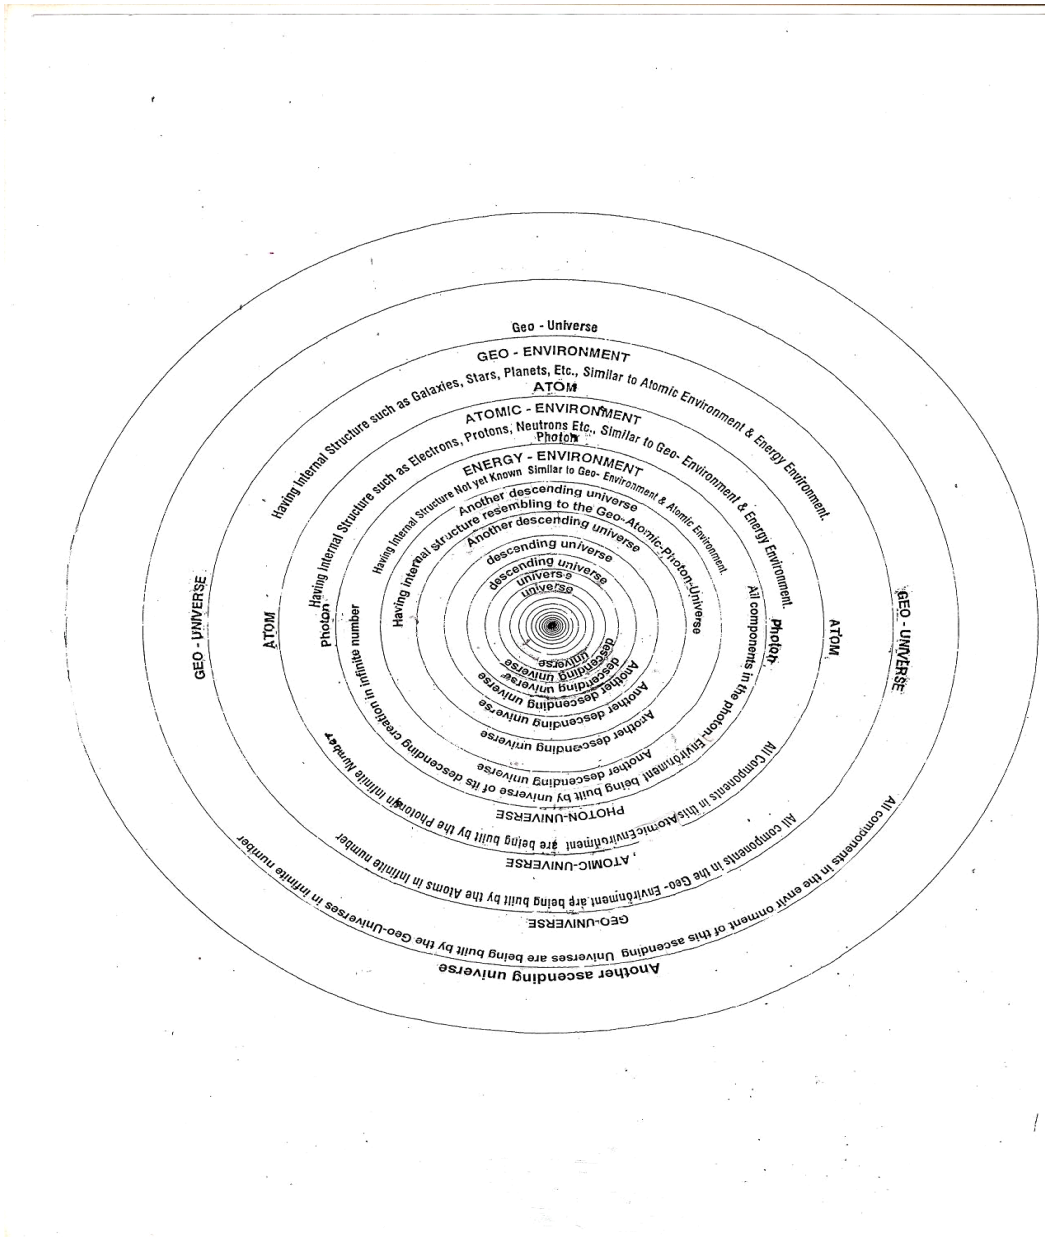 Geo - Universe
GEO - ENVIRONMENT
Having Internal Structure such as Galaxies, Stars, Planets, Etc., Similar to Atomic Environment & Energy Environment.
ATOM
ATOMIC - ENVIRONMENT
Having Internal Structure such as Electrons, Protons, Neutrons Etc., Similar to Geo- Environment & Energy Environment.
Photon
ENERGY - ENVIRONMENT
Having Internal Structure Not yet Known Similar to Geo- Environment & Atomic Environment.
Another descending universe
Having internal structure resembling to the Geo-Atomic-Photon-Universe
Another descending universe
descending universe
descending universe
universe
universe
GEO - UNIVERSE
ATOM
Photon
Photon
ATOM
GEO - UNIVERSE
universe
descending universe
descending universe
Another descending universe
Another descending universe
Another descending universe
Another descending universe
All components in the photon- Environment being built by universe of its descending creation in infinite number
PHOTON-UNIVERSE
All Components in this Atomic Environment are being built by the Photons in Infinite Number
ATOMIC-UNIVERSE
All components in the Geo- Environment are being built by the Atoms in Infinite number
GEO-UNIVERSE
All components in the envir onment of this ascending Universes are being built by the Geo-Universes in infinite number
Another ascending universe